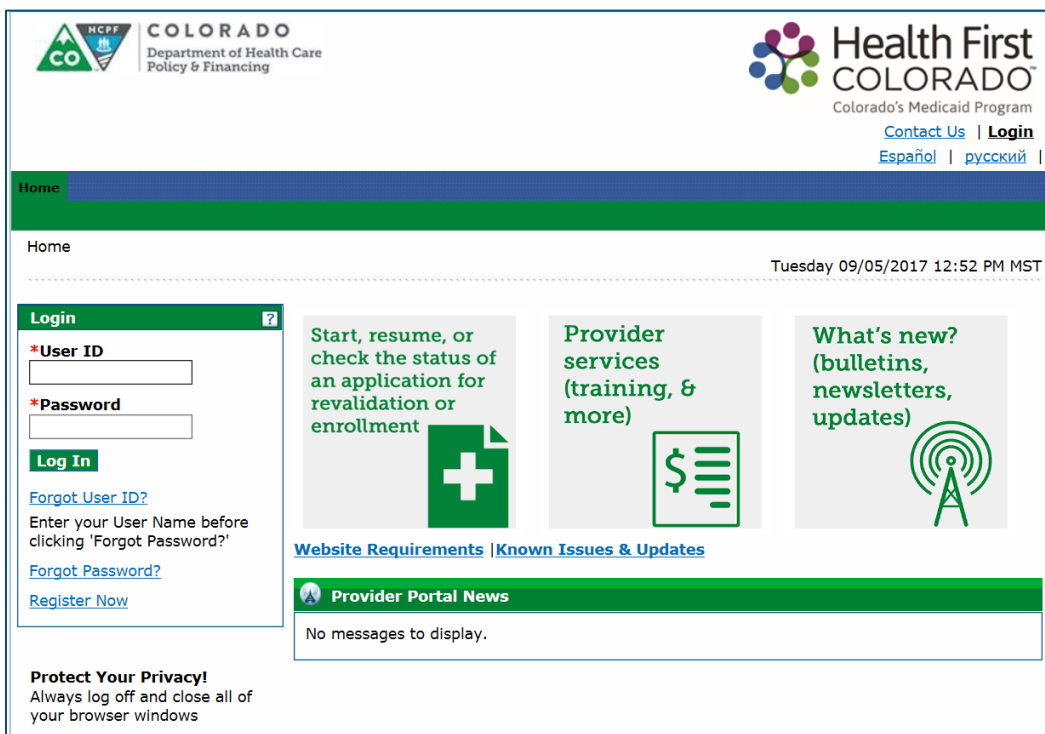 HCPF
CO
COLORADO
Department of Health Care
Policy & Financing
Health First
COLORADO™
Colorado's Medicaid Program
Contact Us | Login
Español | русский |
Home
Home
Tuesday 09/05/2017 12:52 PM MST
Login ?
*User ID
*Password
Log In
Forgot User ID?
Enter your User Name before
clicking 'Forgot Password?'
Forgot Password?
Register Now
Protect Your Privacy!
Always log off and close all of
your browser windows
Start, resume, or
check the status of
an application for
revalidation or
enrollment
Provider
services
(training, &
more)
$
What's new?
(bulletins,
newsletters,
updates)
Website Requirements |Known Issues & Updates
Provider Portal News
No messages to display.